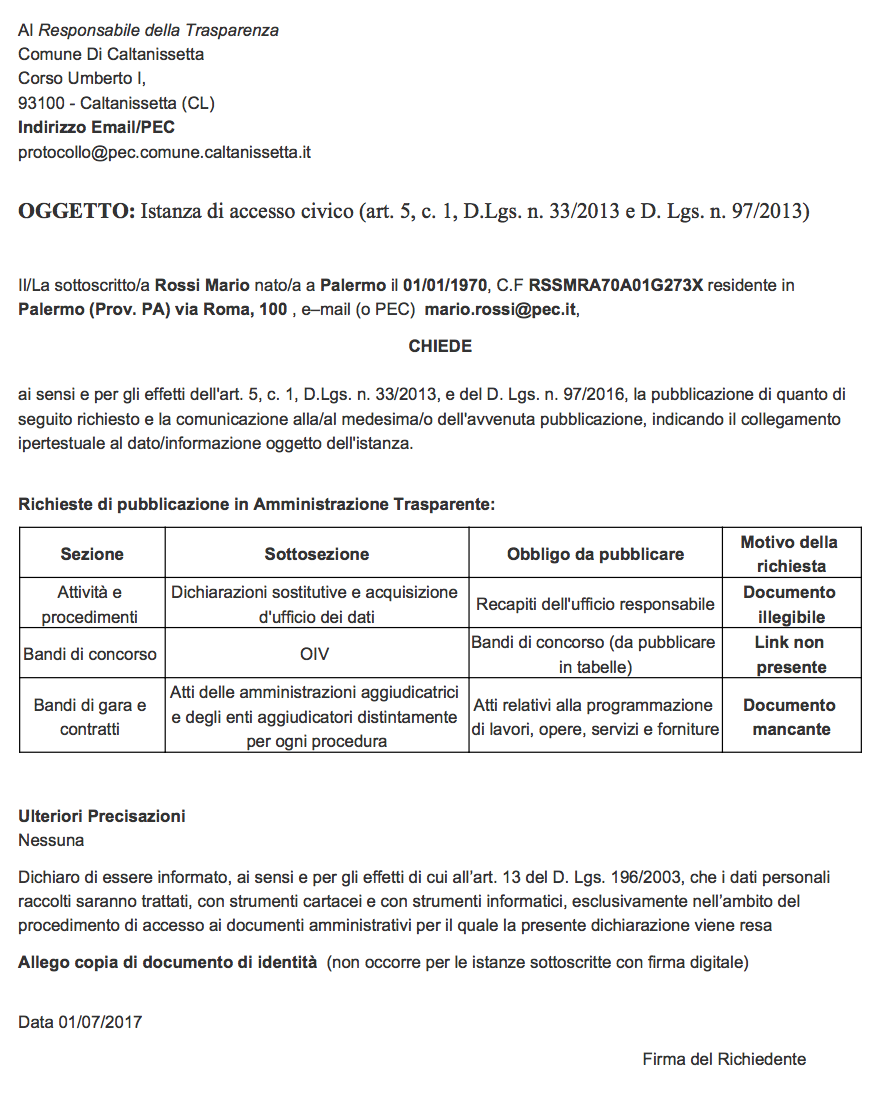 Al Responsabile della Trasparenza
Comune Di Caltanissetta
Corso Umberto I,
93100 - Caltanissetta (CL)
Indirizzo Email/PEC
protocollo@pec.comune.caltanissetta.it
OGGETTO: Istanza di accesso civico (art. 5, c. 1, D.Lgs. n. 33/2013 e D. Lgs. n. 97/2013)
Il/La sottoscritto/a Rossi Mario nato/a a Palermo il 01/01/1970, C.F RSSMRA70A01G273X residente in
Palermo (Prov. PA) via Roma, 100 , e–mail (o PEC) mario.rossi@pec.it,
CHIEDE
ai sensi e per gli effetti dell'art. 5, c. 1, D.Lgs. n. 33/2013, e del D. Lgs. n. 97/2016, la pubblicazione di quanto di
seguito richiesto e la comunicazione alla/al medesima/o dell'avvenuta pubblicazione, indicando il collegamento
ipertestuale al dato/informazione oggetto dell'istanza.
Richieste di pubblicazione in Amministrazione Trasparente:
Sezione Sottosezione Obbligo da pubblicare Motivo della
richiesta
Attività e
procedimenti
Dichiarazioni sostitutive e acquisizione
d'ufficio dei dati
Recapiti dell'ufficio responsabile
Documento
illegibile
Bandi di concorso
OIV
Bandi di concorso (da pubblicare
in tabelle)
Link non
presente
Bandi di gara e
contratti
Atti delle amministrazioni aggiudicatrici
e degli enti aggiudicatori distintamente
per ogni procedura
Atti relativi alla programmazione
di lavori, opere, servizi e forniture
Documento
mancante
Ulteriori Precisazioni
Nessuna
Dichiaro di essere informato, ai sensi e per gli effetti di cui all’art. 13 del D. Lgs. 196/2003, che i dati personali
raccolti saranno trattati, con strumenti cartacei e con strumenti informatici, esclusivamente nell’ambito del
procedimento di accesso ai documenti amministrativi per il quale la presente dichiarazione viene resa
Allego copia di documento di identità (non occorre per le istanze sottoscritte con firma digitale)
Data 01/07/2017
Firma del Richiedente